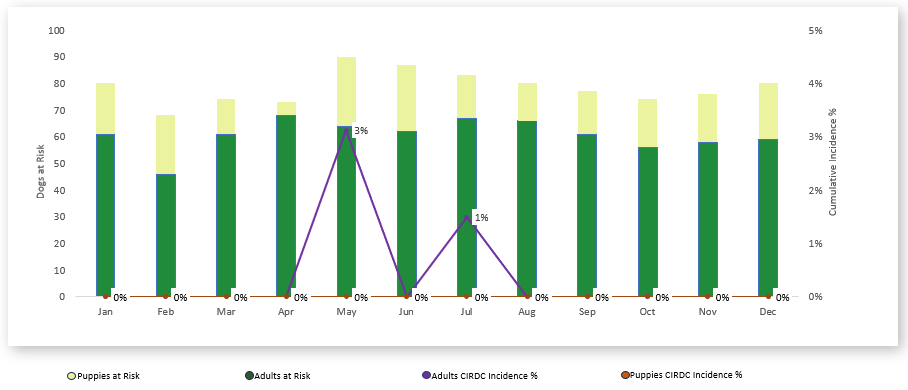 100 5%
90
80 4%
70
60 3% 3%
50
40 2%
30 1%
20 1%
10
0 0% 0% 0% 0% 0% 0% 0% 0% 0% 0% 0% 0% 0%
Jan Feb Mar Apr May Jun Jul Aug Sep Oct Nov Dec
Dogs at Risk
Cumulative Incidence %
Puppies at Risk Adults at Risk Adults CIRDC Incidence % Puppies CIRDC Incidence %